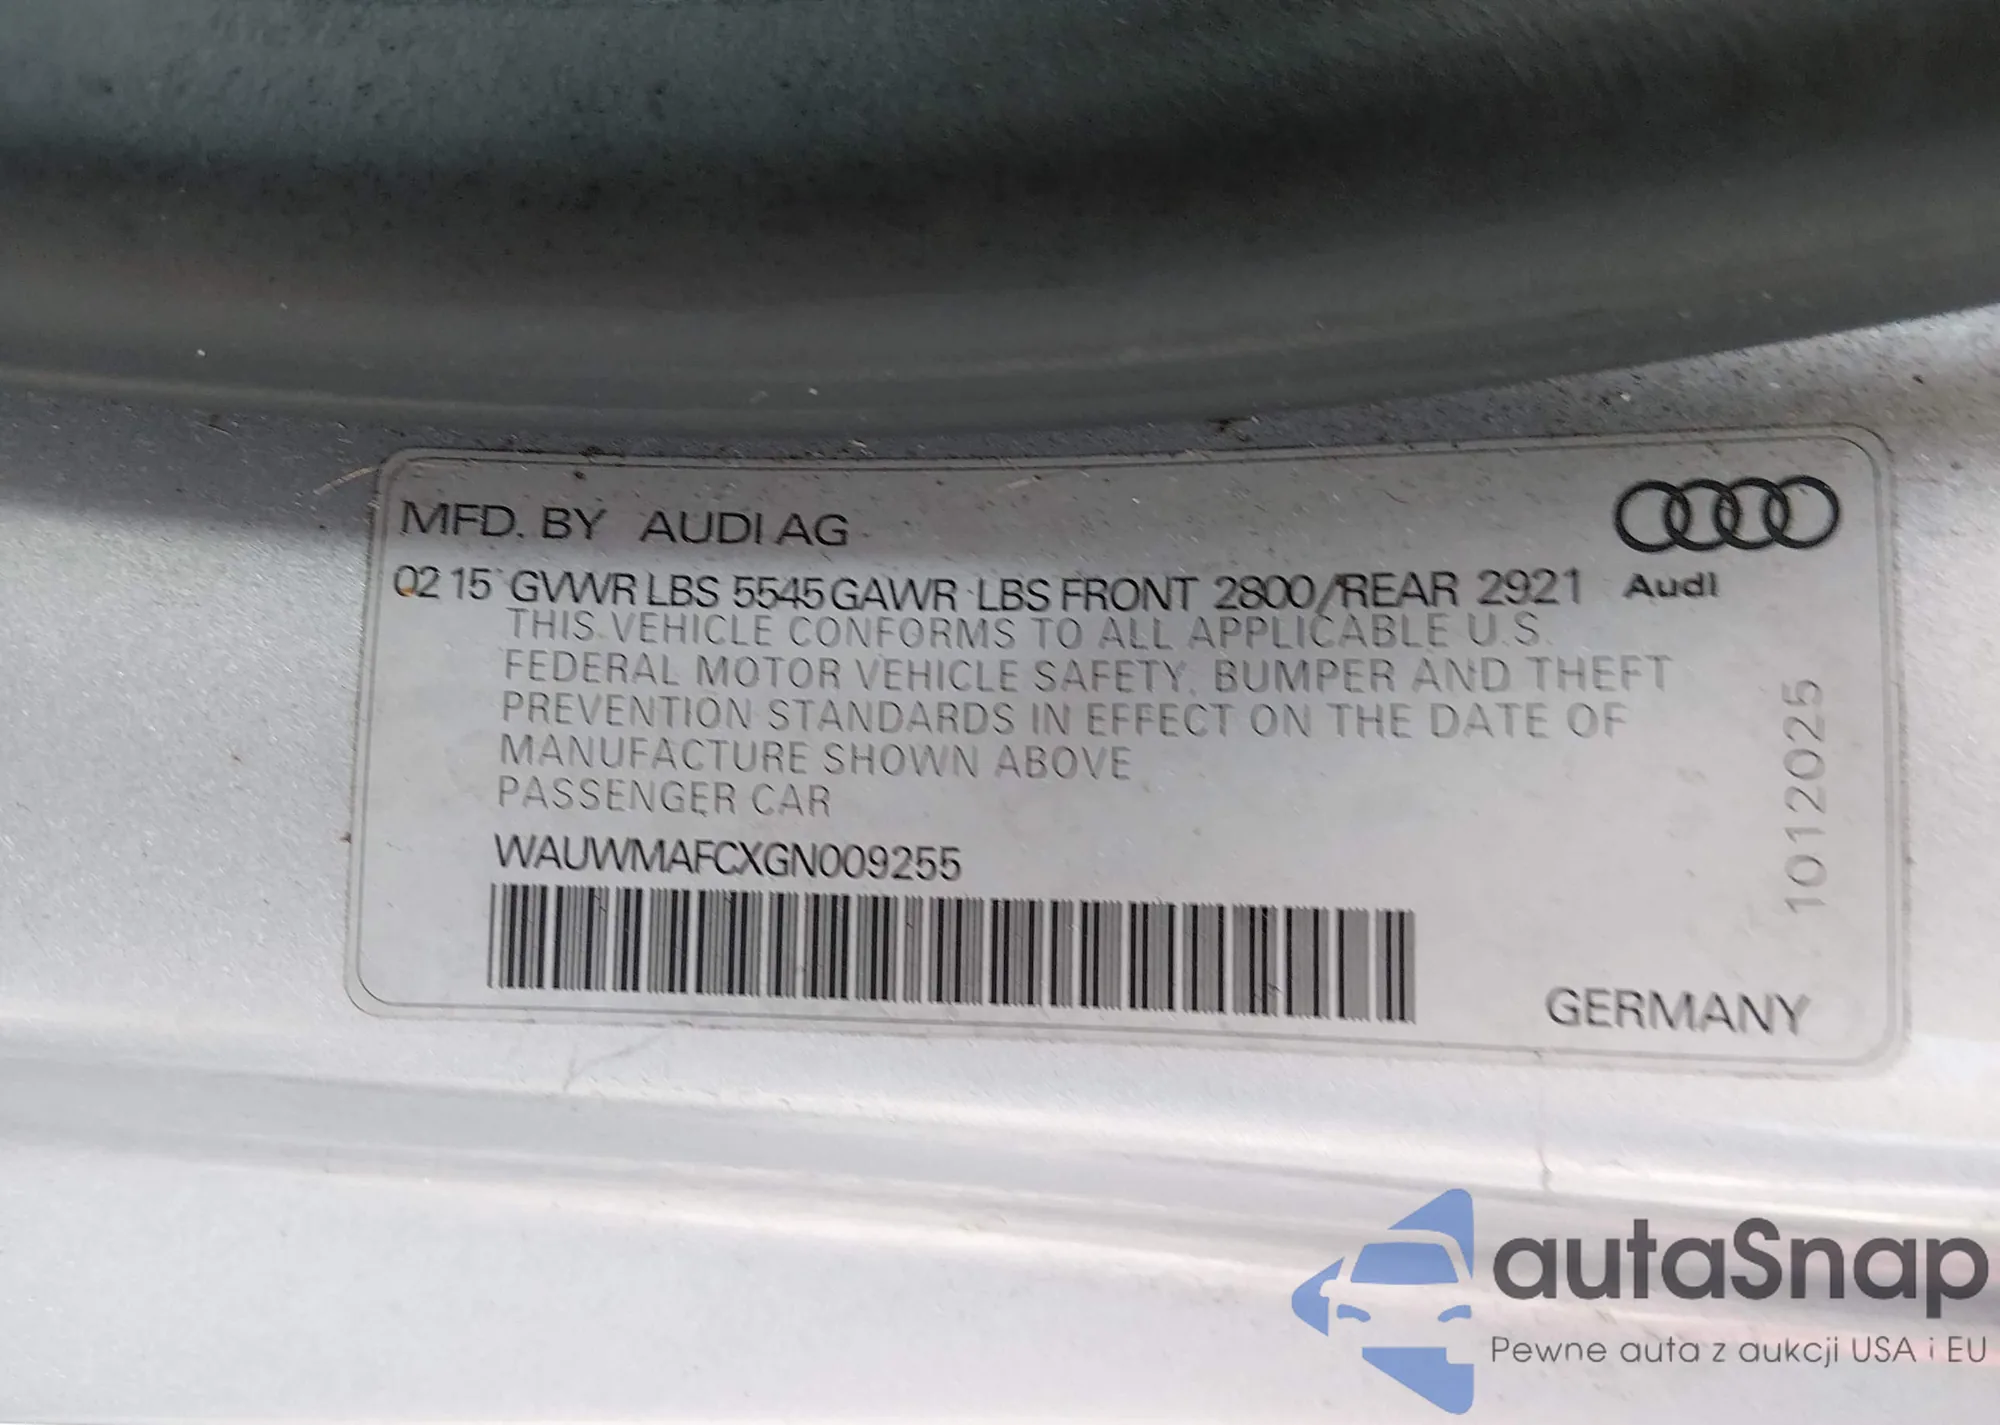 MFD. BY AUDI AG
02 15 GVWR LBS 5545 GAWR LBS FRONT 2800/REAR 2921
Audi
THIS VEHICLE CONFORMS TO ALL APPLICABLE U.S.
FEDERAL MOTOR VEHICLE SAFETY, BUMPER AND THEFT
PREVENTION STANDARDS IN EFFECT ON THE DATE OF
MANUFACTURE SHOWN ABOVE
PASSENGER CAR
WAUWMAFCXGN009255
1012025
GERMANY
autaSnap
Pewne auta z aukcji USA i EU